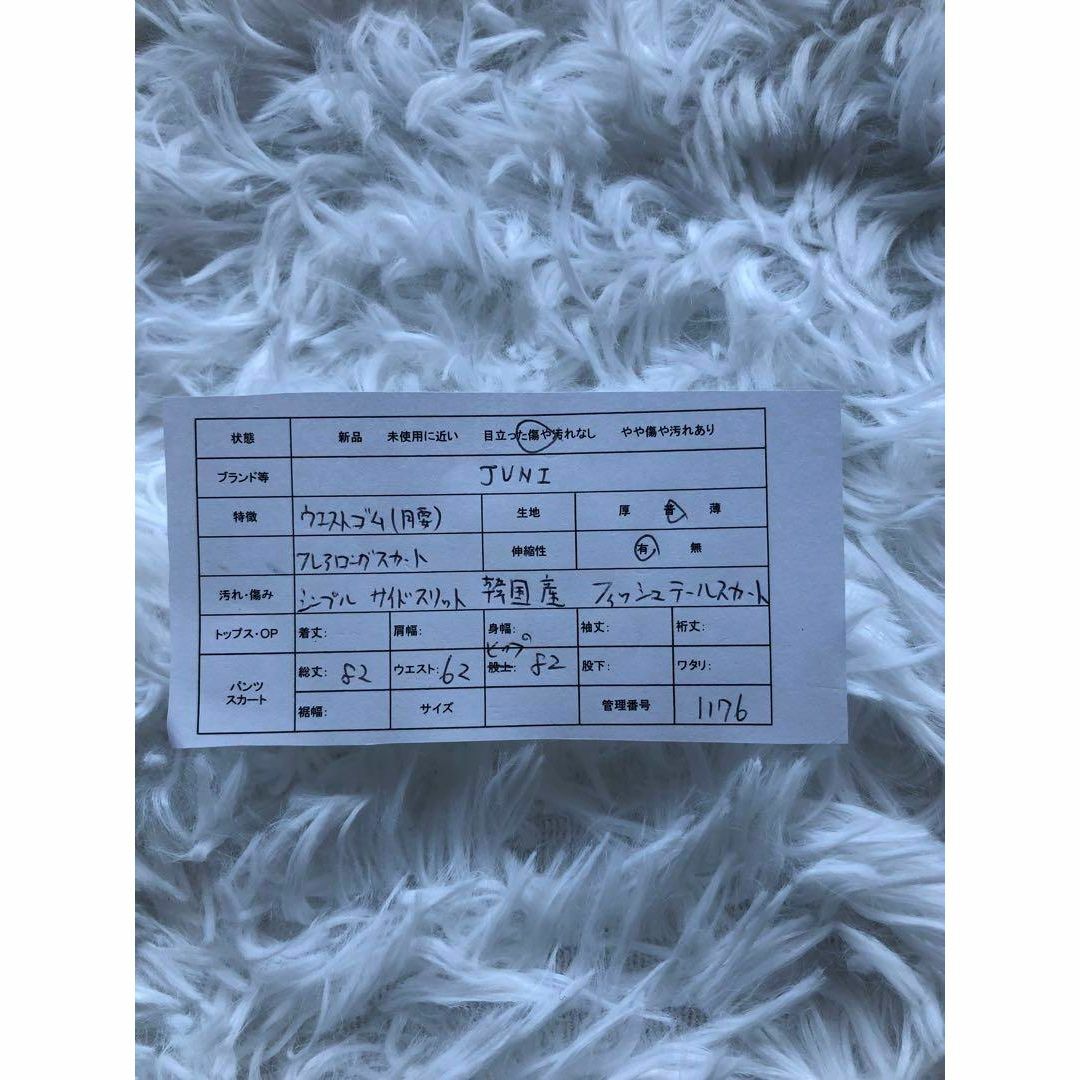 状態 新品 未使用に近い 目立った傷や汚れなし やや傷や汚れあり
ブランド等 JUNI
特徴 ウエストゴム(腰) 生地 厚 普 薄
フレアロングスカート 伸縮性 有 無
汚れ・傷み シンプル サイドスリット 韓国産 フィッシュテールスカート
トップス・OP 着丈: 肩幅: 身幅: 袖丈: 裄丈:
パンツ
スカート
総丈: 82 ウエスト: 62 ヒップの 股上: 82 股下: ワタリ:
裾幅: サイズ 管理番号 1176